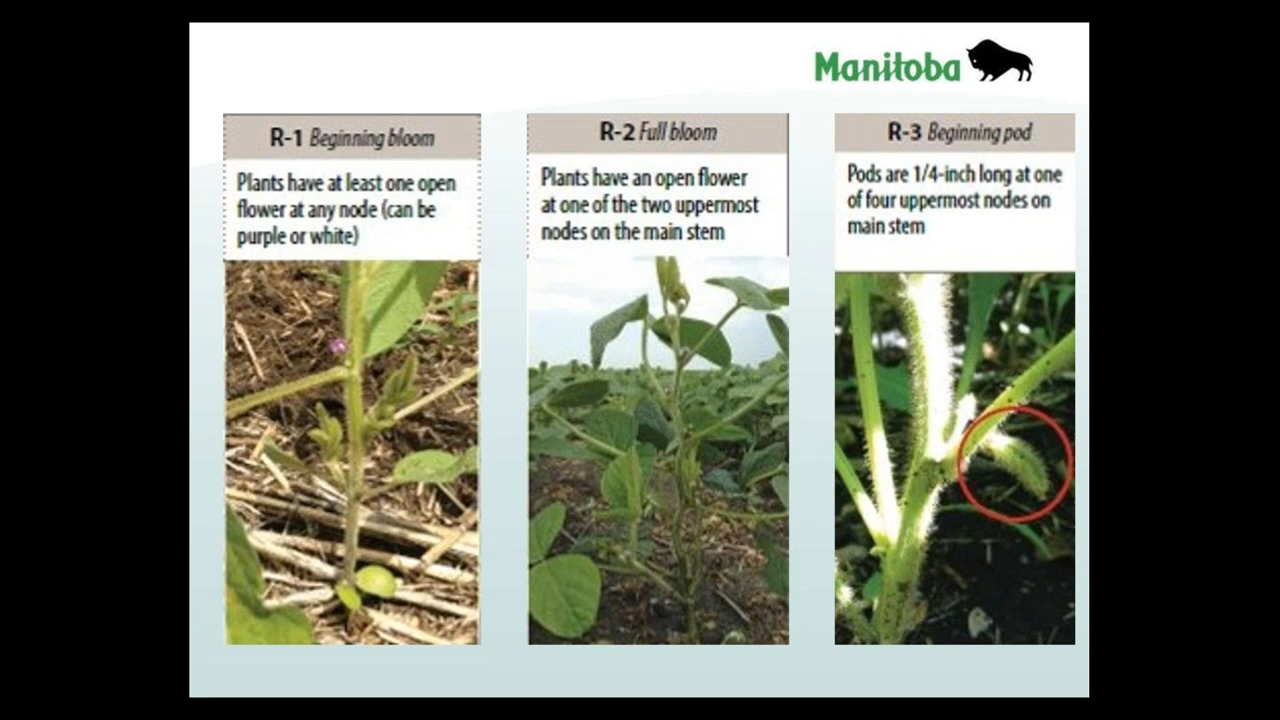 Manitoba
R-1 Beginning bloom
Plants have at least one open
flower at any node (can be
purple or white)
R-2 Full bloom
Plants have an open flower
at one of the two uppermost
nodes on the main stem
R-3 Beginning pod
Pods are 1/4-inch long at one
of four uppermost nodes on
main stem